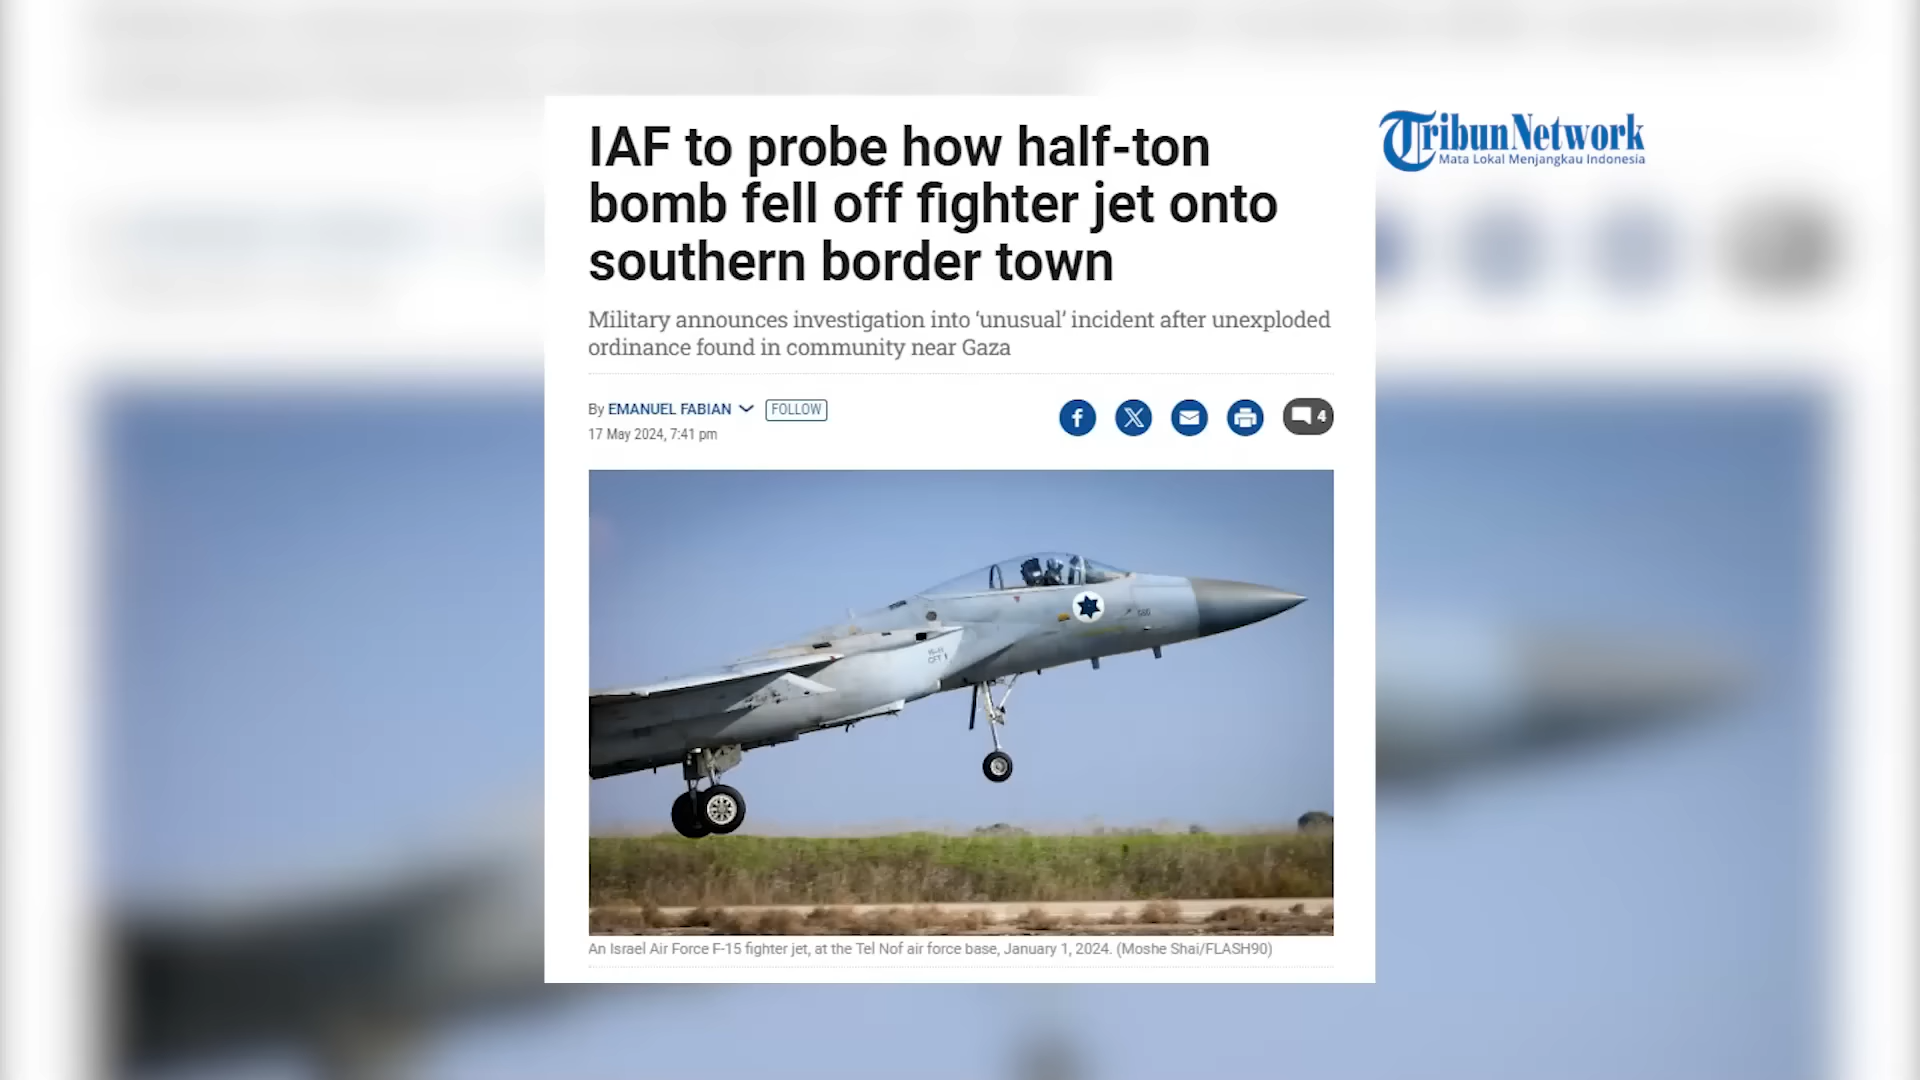 IAF to probe how half-ton
bomb fell off fighter jet onto
southern border town
TribunNetwork
Mata Lokal Menjangkau Indonesia
Military announces investigation into ‘unusual’ incident after unexploded
ordinance found in community near Gaza
By EMANUEL FABIAN FOLLOW
17 May 2024, 7:41 pm
4
An Israel Air Force F-15 fighter jet, at the Tel Nof air force base, January 1, 2024. (Moshe Shai/FLASH90)